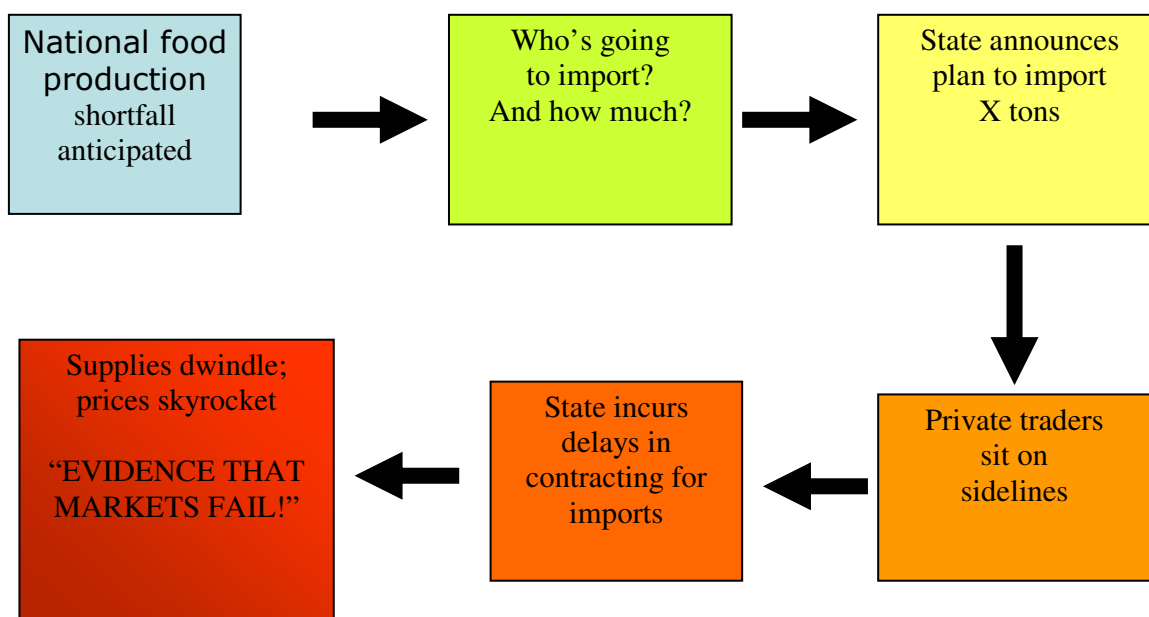 National food
production
shortfall
anticipated
Who's going
to import?
And how much?
State announces
plan to import
X tons
Private traders
sit on
sidelines
State incurs
delays in
contracting for
imports
Supplies dwindle;
prices skyrocket
“EVIDENCE THAT
MARKETS FAIL!”